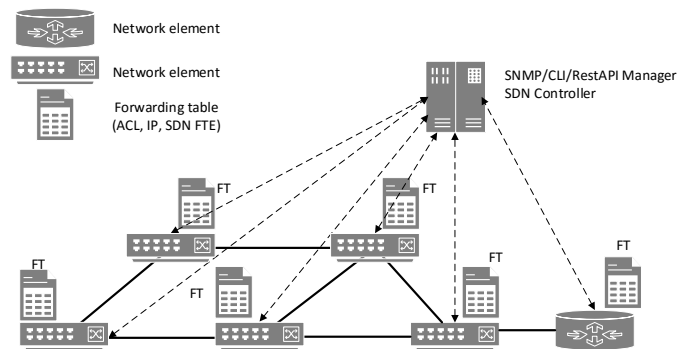 Network element
Network element
SNMP/CLI/RestAPI Manager
SDN Controller
Forwarding table
(ACL, IP, SDN FTE)
FT
FT
FT
FT
FT
FT